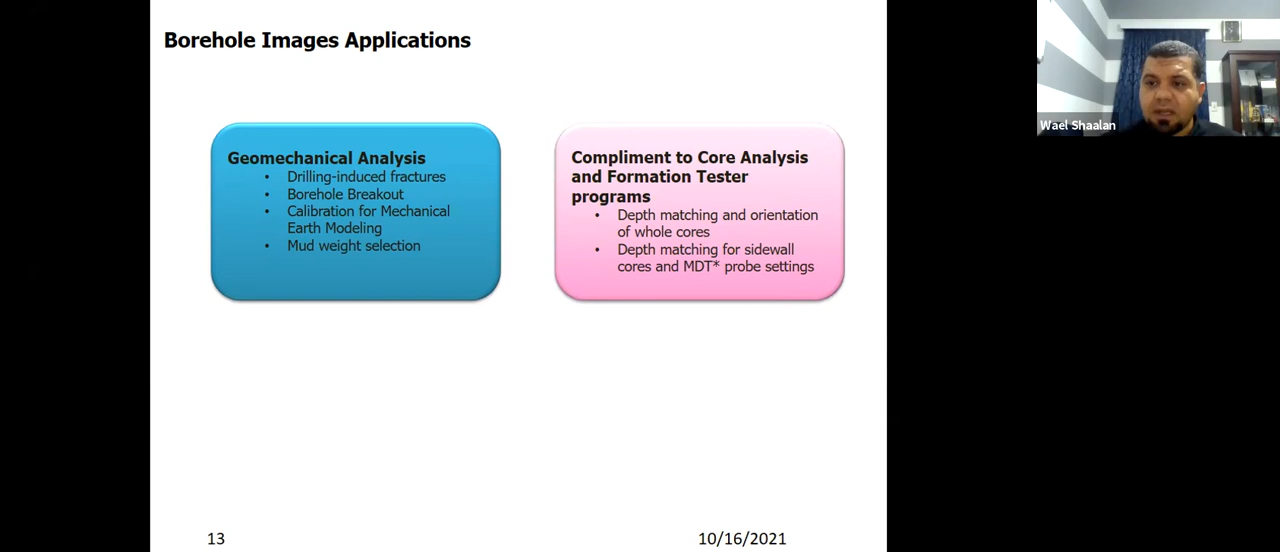 Borehole Images Applications
Geomechanical Analysis
• Drilling-induced fractures
• Borehole Breakout
• Calibration for Mechanical
Earth Modeling
• Mud weight selection
Compliment to Core Analysis
and Formation Tester
programs
• Depth matching and orientation
of whole cores
• Depth matching for sidewall
cores and MDT* probe settings
13
10/16/2021
Wael Shaalan